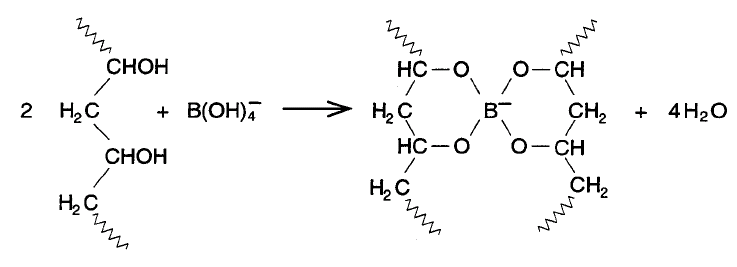 CHOH HC–O O–CH
2 H₂C + B(OH)₄⁻ H₂C B⁻ CH₂ + 4H₂O
CHOH HC–O O–CH
H₂C H₂C CH₂